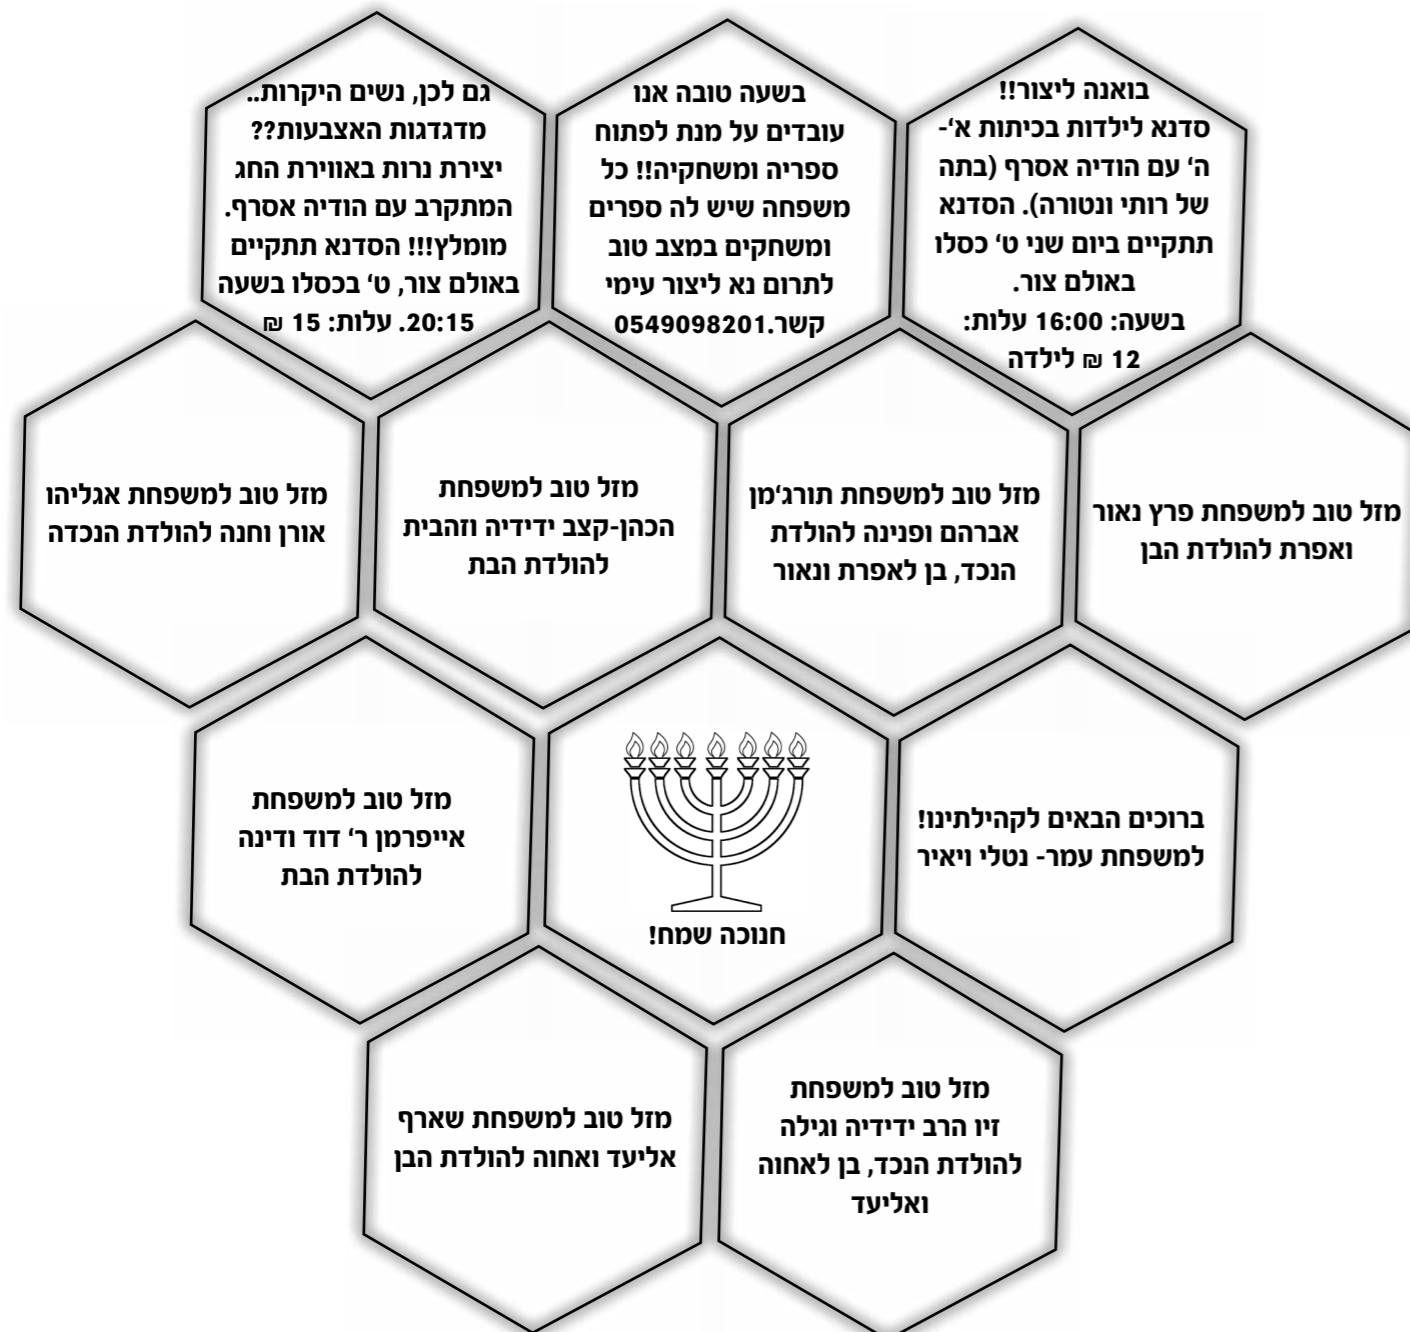 בואנה ליצור!!
סדנא לילדות בכיתות א'-
ה' עם הודיה אסרף (בתה
של רותי ונטורה). הסדנא
תתקיים ביום שני ט' כסלו
באולם צור.
בשעה: 16:00 עלות:
12 ₪ לילדה
בשעה טובה אנו
עובדים על מנת לפתוח
ספריה ומשחקיה!! כל
משפחה שיש לה ספרים
ומשחקים במצב טוב
לתרום נא ליצור עימי
קשר.0549098201
גם לכן, נשים היקרות..
מדגדגות האצבעות??
יצירת נרות באווירת החג
המתקרב עם הודיה אסרף.
מומלץ!!! הסדנא תתקיים
באולם צור, ט' בכסלו בשעה
20:15. עלות: 15 ₪
מזל טוב למשפחת פרץ נאור
ואפרת להולדת הבן
מזל טוב למשפחת תורג'מן
אברהם ופנינה להולדת
הנכד, בן לאפרת ונאור
מזל טוב למשפחת
הכהן-קצב ידידיה וזהבית
להולדת הבת
מזל טוב למשפחת אגליהו
אורן וחנה להולדת הנכדה
ברוכים הבאים לקהילתינו!
למשפחת עמר- נטלי ויאיר
חנוכה שמח!
מזל טוב למשפחת
אייפרמן ר' דוד ודינה
להולדת הבת
מזל טוב למשפחת
זיו הרב ידידיה וגילה
להולדת הנכד, בן לאחוה
ואליעד
מזל טוב למשפחת שארף
אליעד ואחוה להולדת הבן